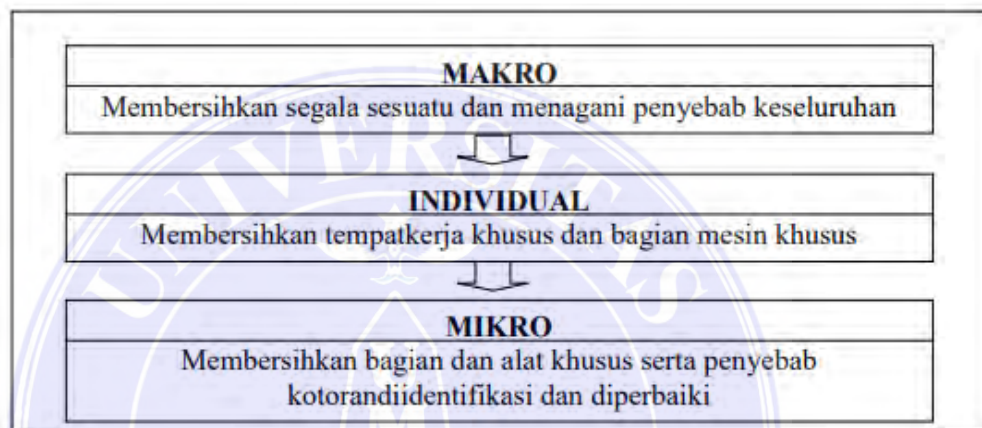 MAKRO
Membersihkan segala sesuatu dan menagani penyebab keseluruhan
INDIVIDUAL
Membersihkan tempatkerja khusus dan bagian mesin khusus
MIKRO
Membersihkan bagian dan alat khusus serta penyebab
kotorandiidentifikasi dan diperbaiki
UNIVERSITAS